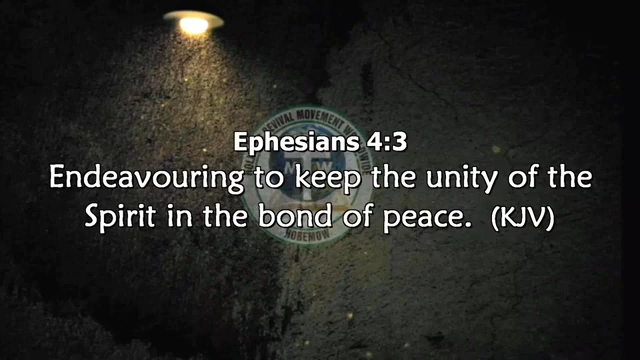 Ephesians 4:3
Endeavouring to keep the unity of the
Spirit in the bond of peace. (KJV)